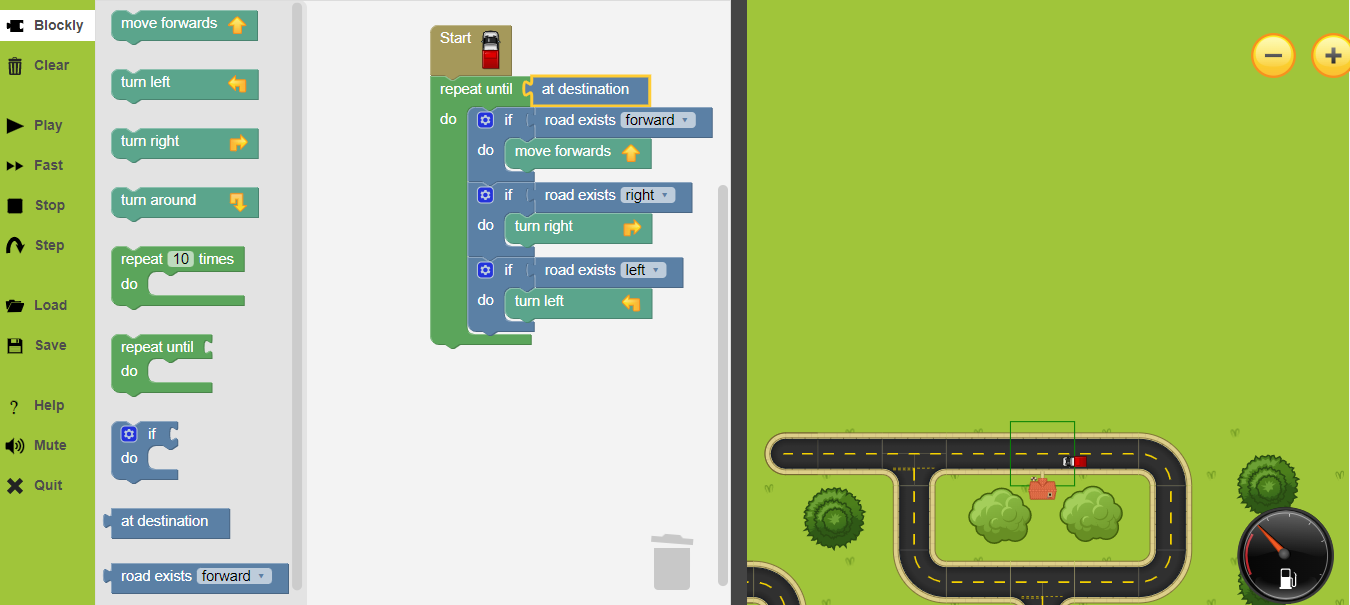 Blockly
Clear
Play
Fast
Stop
Step
Load
Save
? Help
Mute
Quit
move forwards
turn left
turn right
turn around
repeat 10 times
do
repeat until
do
if
do
at destination
road exists forward
Start
repeat until at destination
do if road exists forward
do move forwards
if road exists right
do turn right
if road exists left
do turn left